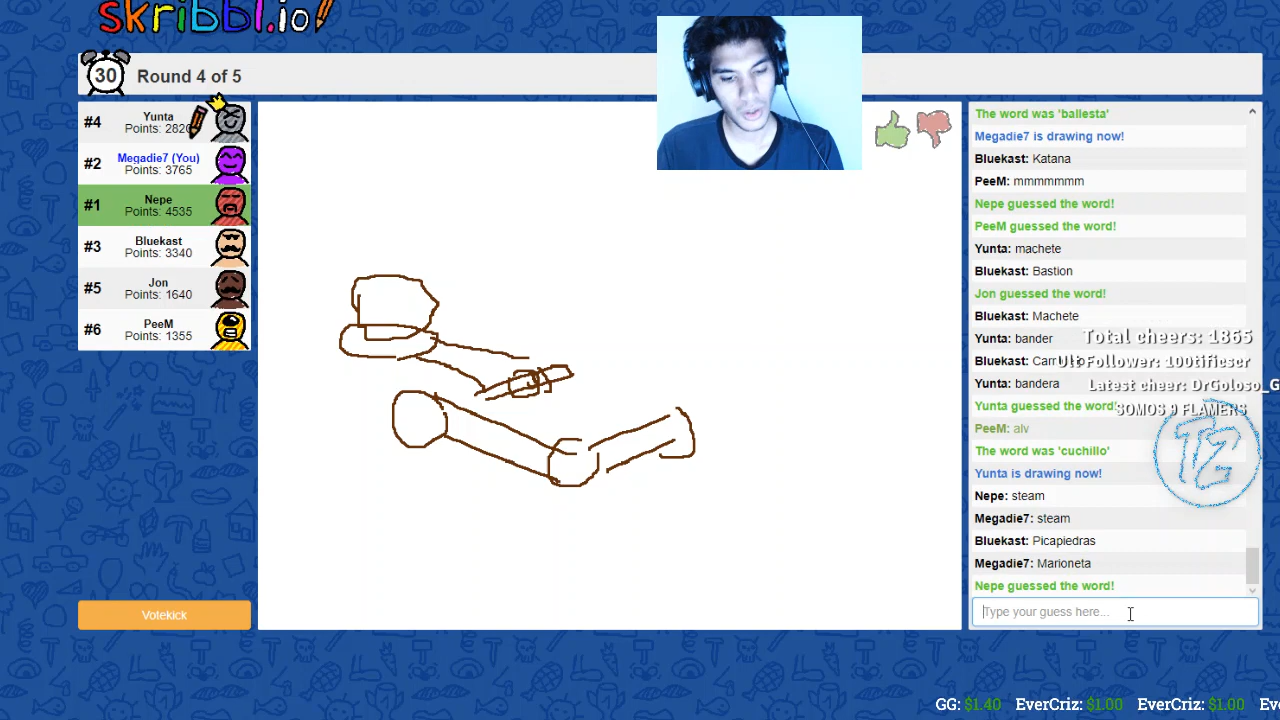 skribbl.io
30 Round 4 of 5
#4 Yunta
Points: 2820
#2 Megadie7 (You)
Points: 3765
#1 Nepe
Points: 4535
#3 Bluekast
Points: 3340
#5 Jon
Points: 1640
#6 PeeM
Points: 1355
Votekick
The word was 'ballesta'
Megadie7 is drawing now!
Bluekast: Katana
PeeM: mmmmmmm
Nepe guessed the word!
PeeM guessed the word!
Yunta: machete
Bluekast: Bastion
Jon guessed the word!
Bluekast: Machete
Total cheers: 1865
Yunta: bander
Bluekast:
Ult Follower: 100tificscr
Yunta: bandera
Latest cheer: DrGoloso_G
Yunta guessed the word!
SOMOS 0 FLAMERS
PeeM: alv
The word was 'cuchillo'
Yunta is drawing now!
Nepe: steam
Megadie7: steam
Bluekast: Picapiedras
Megadie7: Marioneta
Nepe guessed the word!
Type your guess here...
GG: $1.40 EverCriz: $1.00 EverCriz: $1.00 Ev